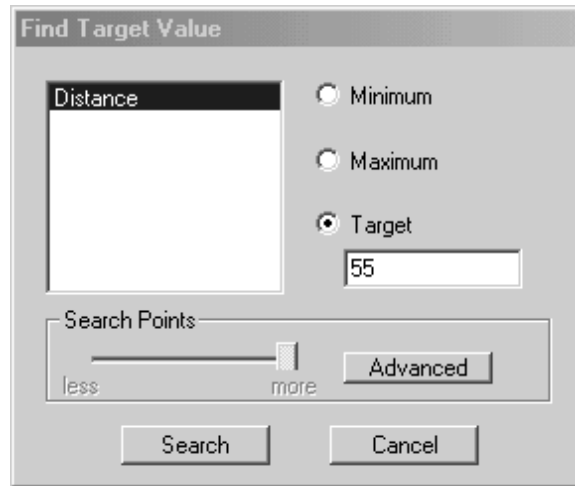 Find Target Value
Distance
Minimum
Maximum
Target
55
Search Points
less
more
Advanced
Search
Cancel